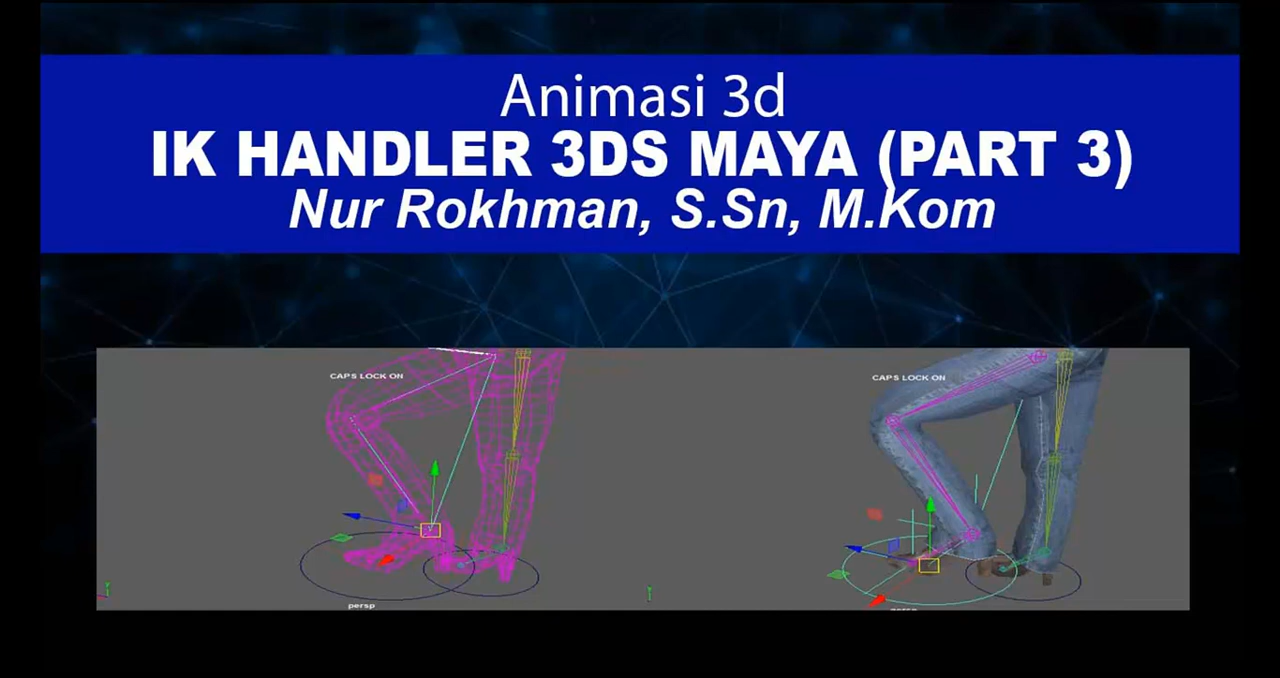 Animasi 3d
IK HANDLER 3DS MAYA (PART 3)
Nur Rokhman, S.Sn, M.Kom
CAPS LOCK ON
CAPS LOCK ON
persp